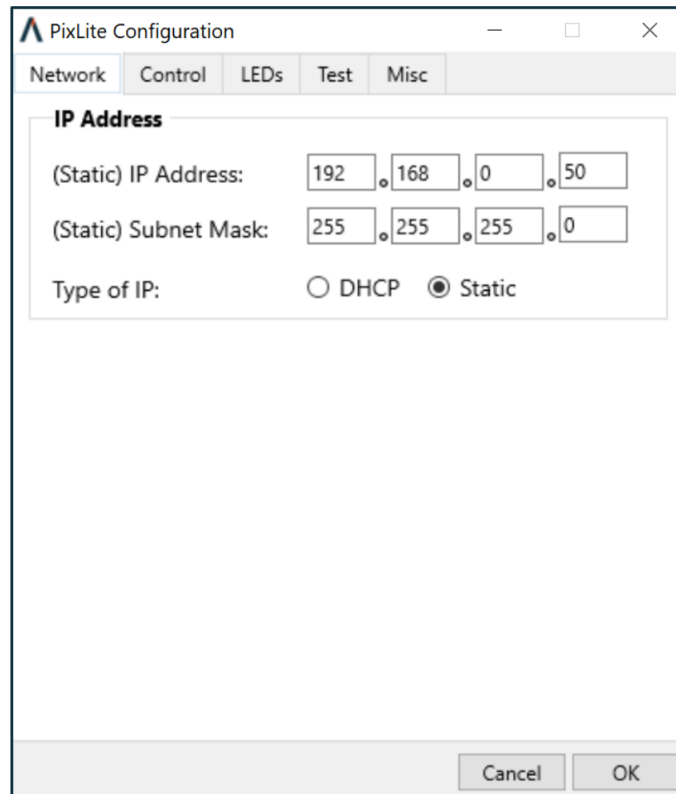 PixLite Configuration
Network Control LEDs Test Misc
IP Address
(Static) IP Address: 192 . 168 . 0 . 50
(Static) Subnet Mask: 255 . 255 . 255 . 0
Type of IP: DHCP Static
Cancel OK